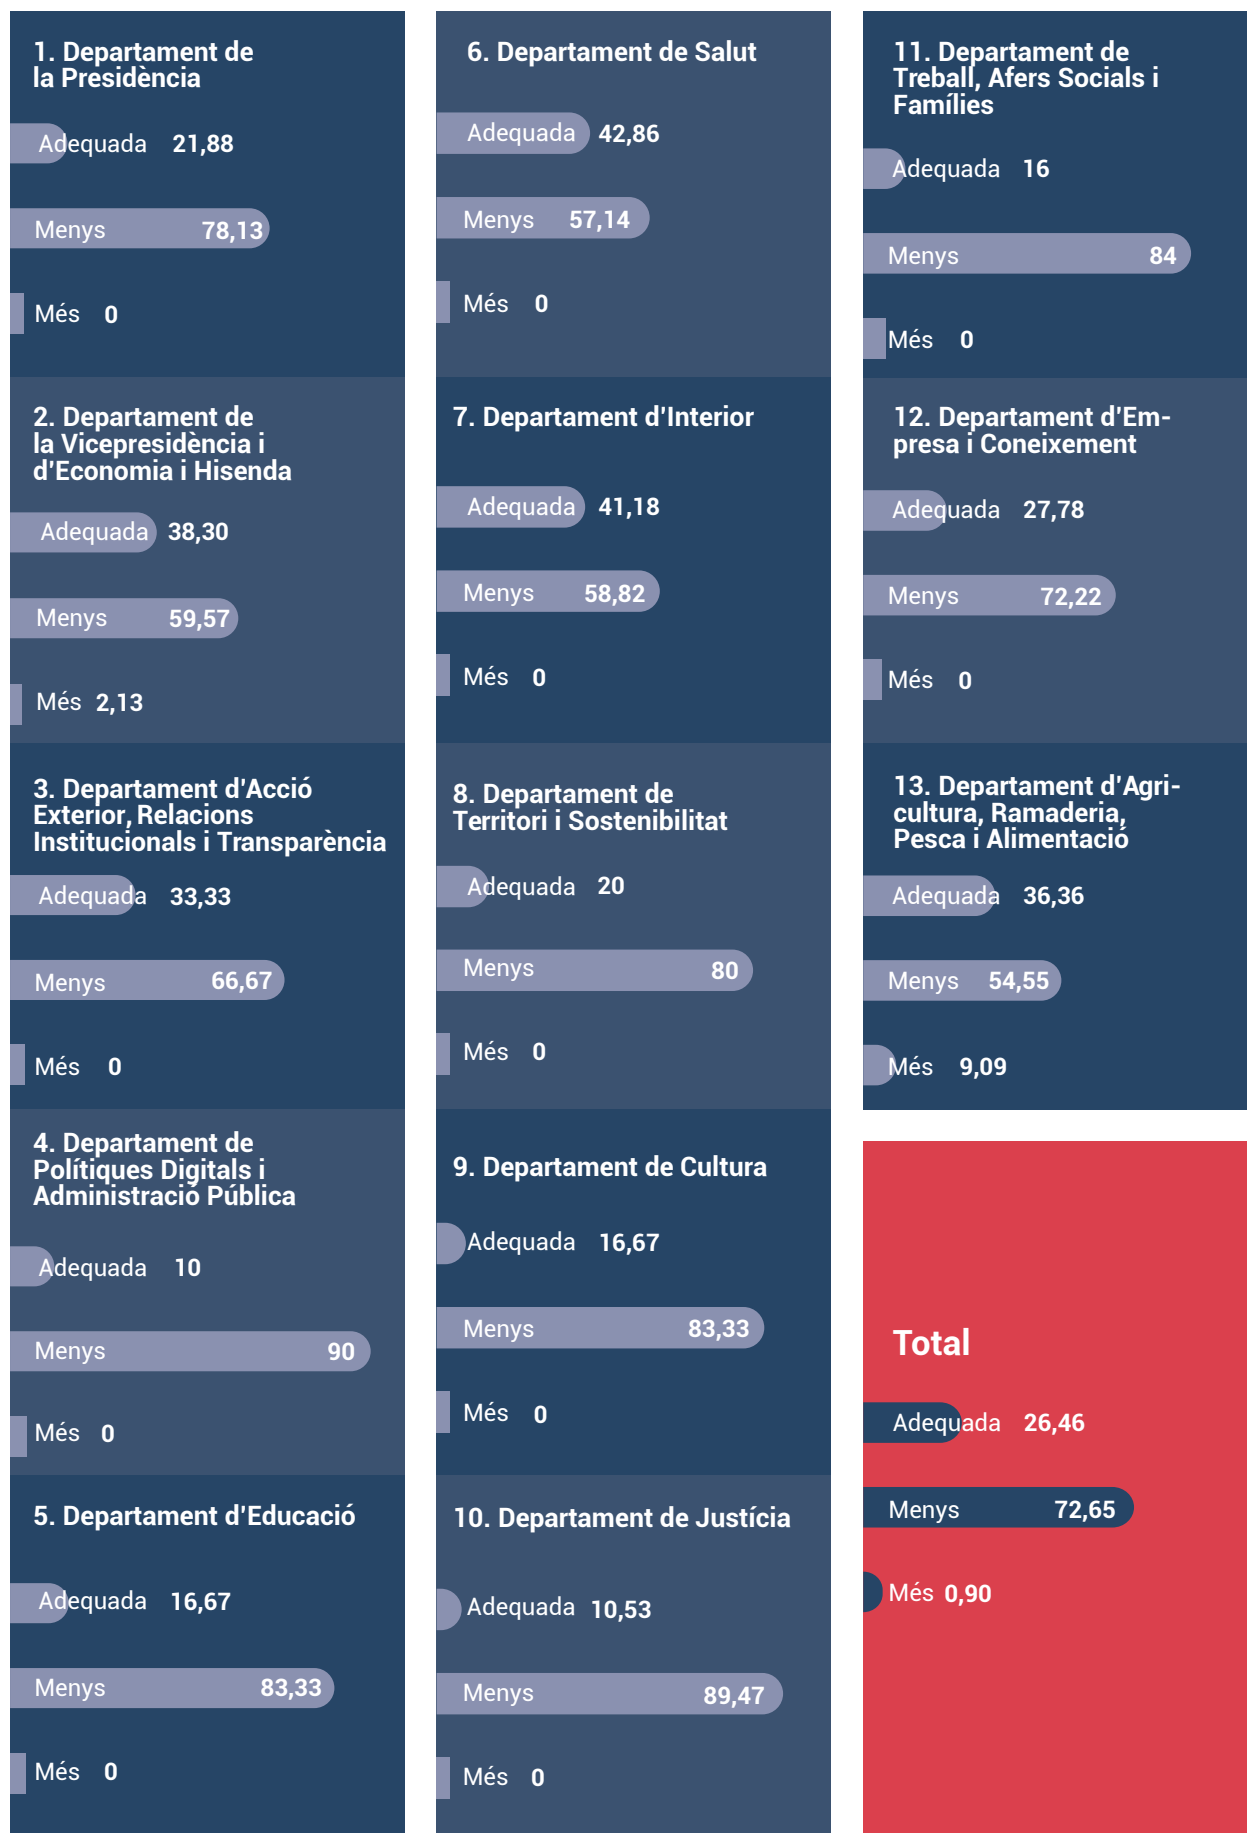 1. Departament de
la Presidència
Adequada 21,88
Menys 78,13
Més 0
2. Departament de
la Vicepresidència i
d'Economia i Hisenda
Adequada 38,30
Menys 59,57
Més 2,13
3. Departament d'Acció
Exterior, Relacions
Institucionals i Transparència
Adequada 33,33
Menys 66,67
Més 0
4. Departament de
Polítiques Digitals i
Administració Pública
Adequada 10
Menys 90
Més 0
5. Departament d'Educació
Adequada 16,67
Menys 83,33
Més 0
6. Departament de Salut
Adequada 42,86
Menys 57,14
Més 0
7. Departament d'Interior
Adequada 41,18
Menys 58,82
Més 0
8. Departament de
Territori i Sostenibilitat
Adequada 20
Menys 80
Més 0
9. Departament de Cultura
Adequada 16,67
Menys 83,33
Més 0
10. Departament de Justícia
Adequada 10,53
Menys 89,47
Més 0
11. Departament de
Treball, Afers Socials i
Famílies
Adequada 16
Menys 84
Més 0
12. Departament d'Em-
presa i Coneixement
Adequada 27,78
Menys 72,22
Més 0
13. Departament d'Agri-
cultura, Ramaderia,
Pesca i Alimentació
Adequada 36,36
Menys 54,55
Més 9,09
Total
Adequada 26,46
Menys 72,65
Més 0,90